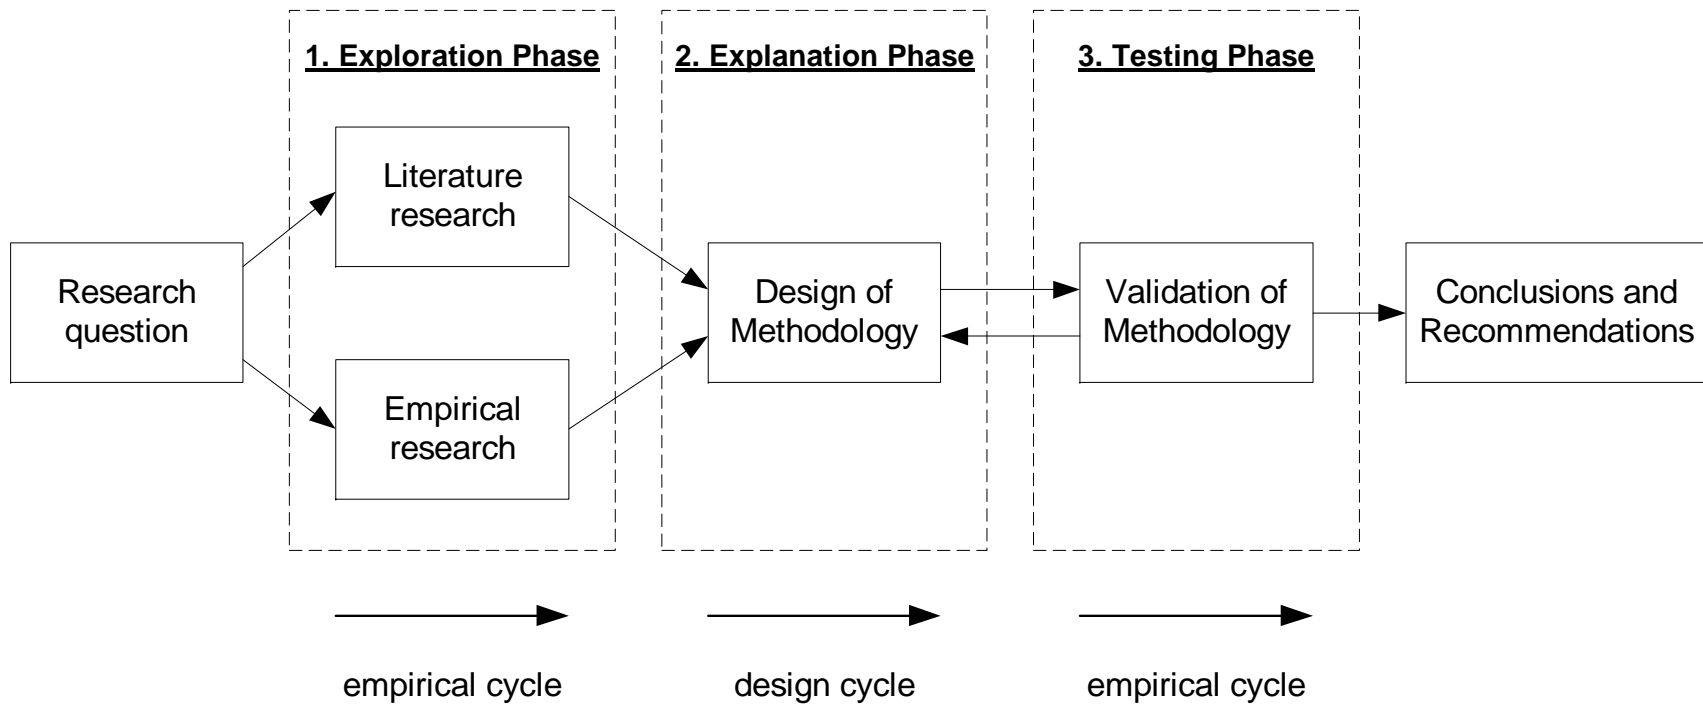 1. Exploration Phase
2. Explanation Phase
3. Testing Phase
Literature
research
Research
question
Empirical
research
Design of
Methodology
Validation of
Methodology
Conclusions and
Recommendations
empirical cycle
design cycle
empirical cycle